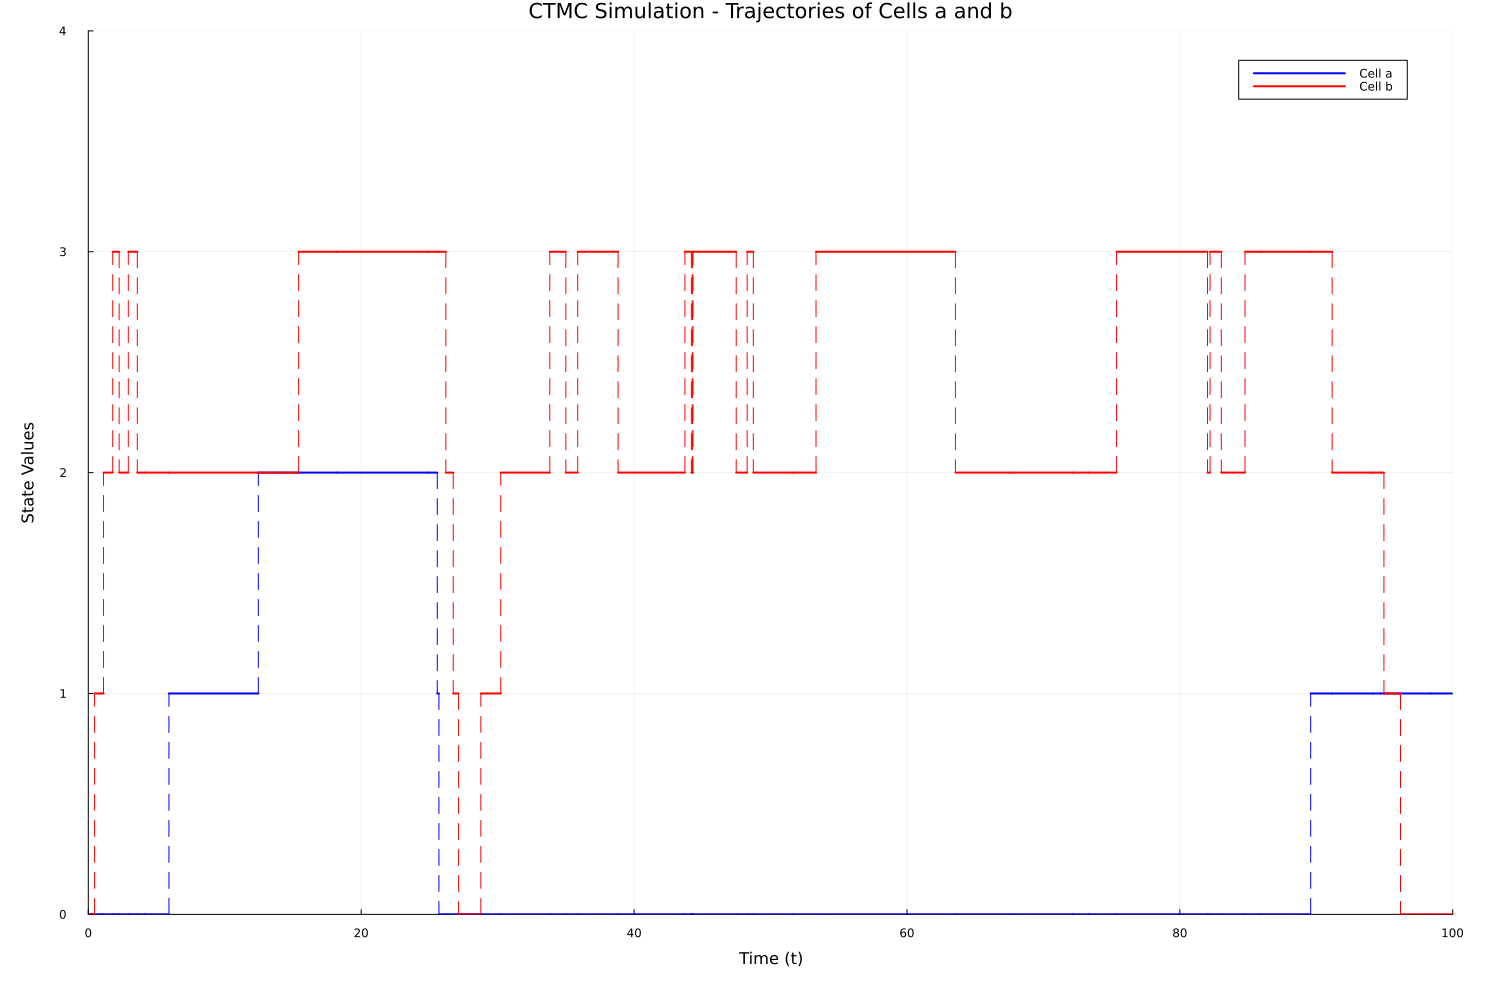 CTMC Simulation - Trajectories of Cells a and b
Cell a
Cell b
State Values
4
3
2
1
0
0 20 40 60 80 100
Time (t)